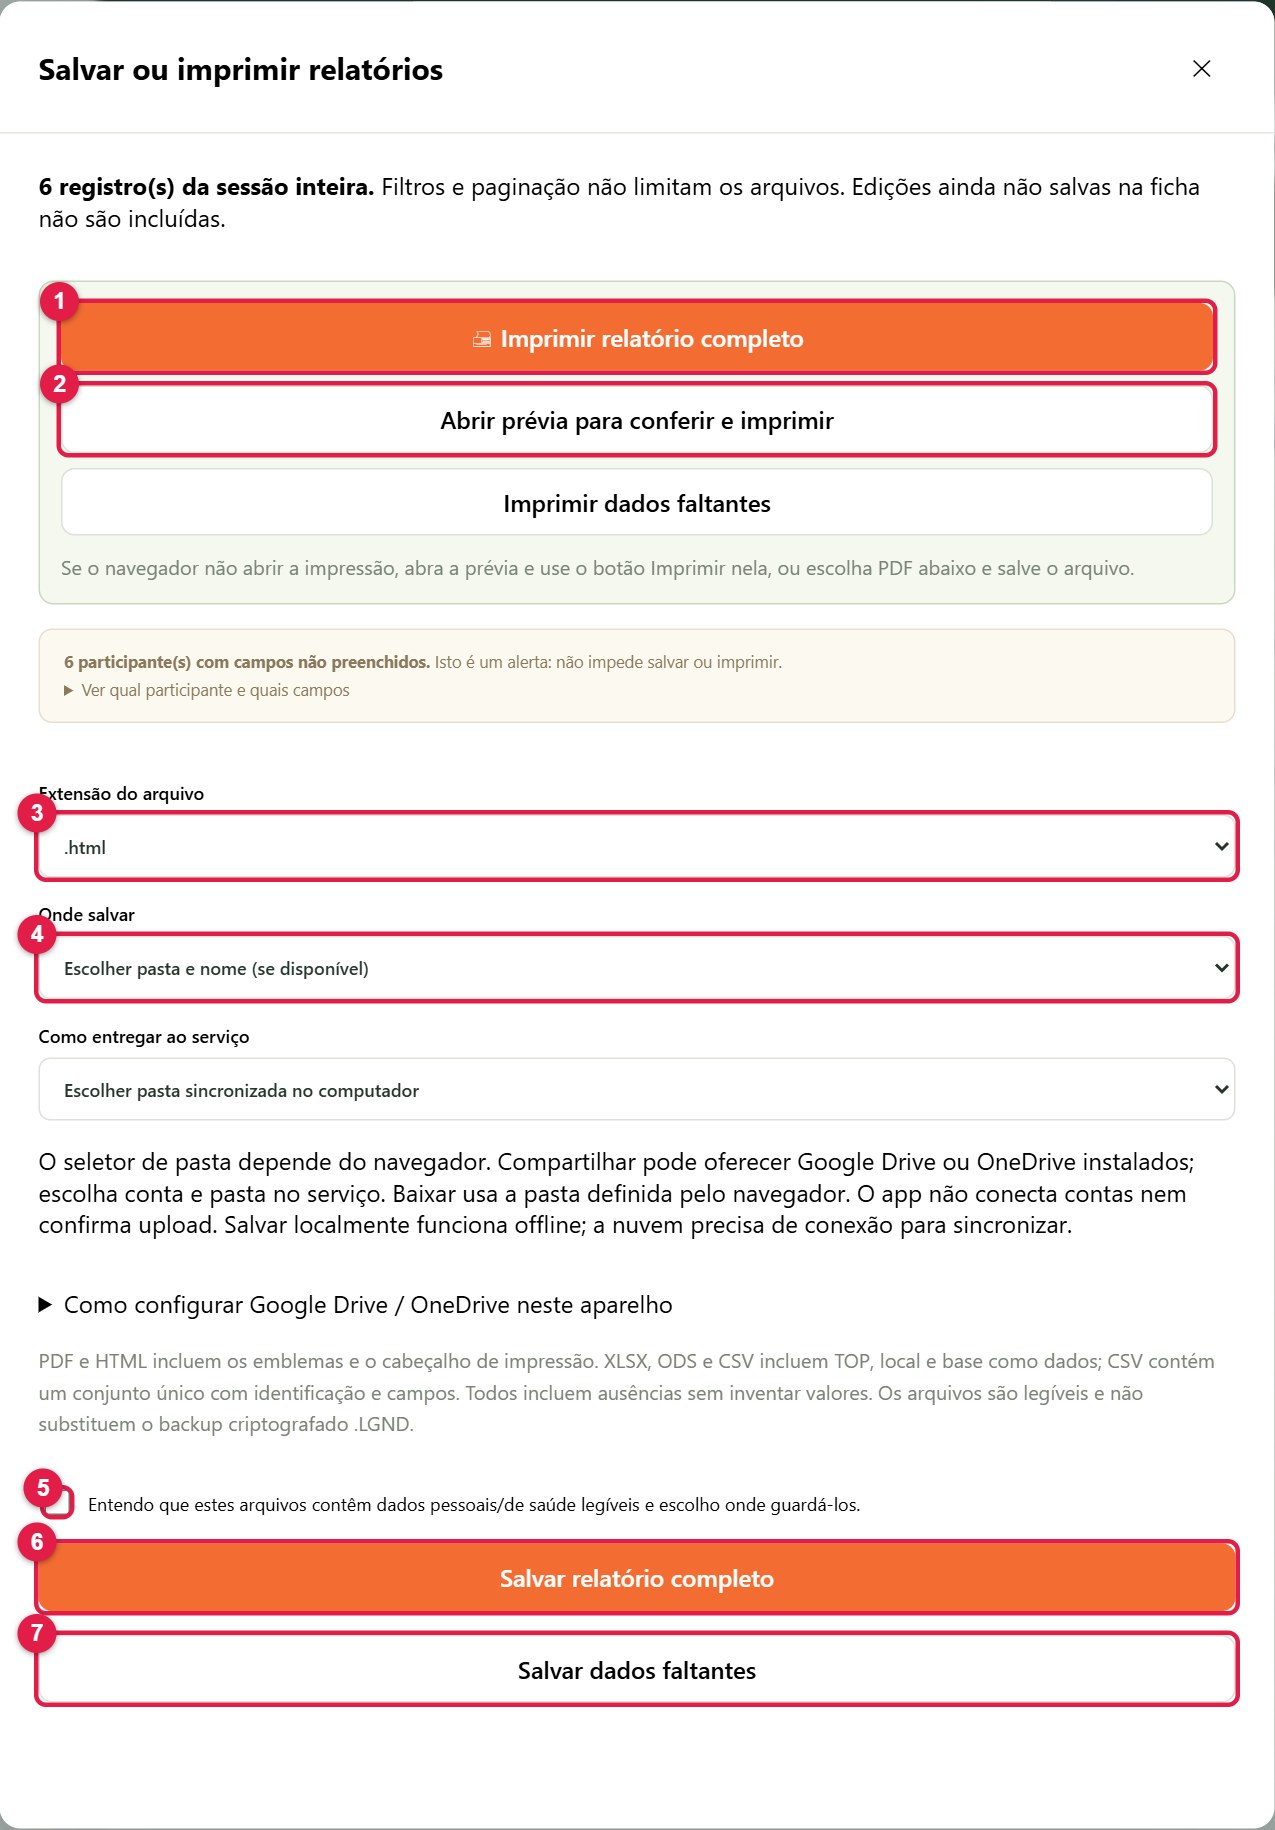 Salvar ou imprimir relatórios
6 registro(s) da sessão inteira. Filtros e paginação não limitam os arquivos. Edições ainda não salvas na ficha
não são incluídas.
1
Imprimir relatório completo
2
Abrir prévia para conferir e imprimir
Imprimir dados faltantes
Se o navegador não abrir a impressão, abra a prévia e use o botão Imprimir nela, ou escolha PDF abaixo e salve o arquivo.
6 participante(s) com campos não preenchidos. Isto é um alerta: não impede salvar ou imprimir.
Ver qual participante e quais campos
Extensão do arquivo
3
.html
Onde salvar
4
Escolher pasta e nome (se disponível)
Como entregar ao serviço
Escolher pasta sincronizada no computador
O seletor de pasta depende do navegador. Compartilhar pode oferecer Google Drive ou OneDrive instalados;
escolha conta e pasta no serviço. Baixar usa a pasta definida pelo navegador. O app não conecta contas nem
confirma upload. Salvar localmente funciona offline; a nuvem precisa de conexão para sincronizar.
Como configurar Google Drive / OneDrive neste aparelho
PDF e HTML incluem os emblemas e o cabeçalho de impressão. XLSX, ODS e CSV incluem TOP, local e base como dados; CSV contém
um conjunto único com identificação e campos. Todos incluem ausências sem inventar valores. Os arquivos são legíveis e não
substituem o backup criptografado .LGND.
5
Entendo que estes arquivos contêm dados pessoais/de saúde legíveis e escolho onde guardá-los.
6
Salvar relatório completo
7
Salvar dados faltantes